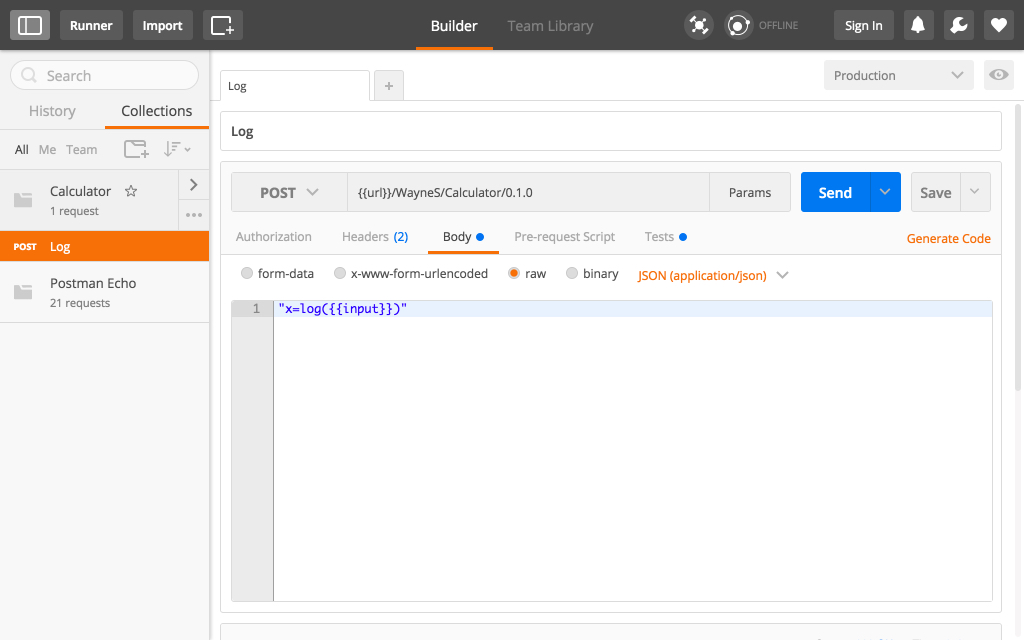 Runner Import Builder Team Library OFFLINE Sign In
Search
History Collections
All Me Team
Calculator
1 request
POST Log
Postman Echo
21 requests
Log + Production
Log
POST {{url}}/WayneS/Calculator/0.1.0 Params Send Save
Authorization Headers (2) Body Pre-request Script Tests Generate Code
form-data x-www-form-urlencoded raw binary JSON (application/json)
1 "x=log({{input}})"